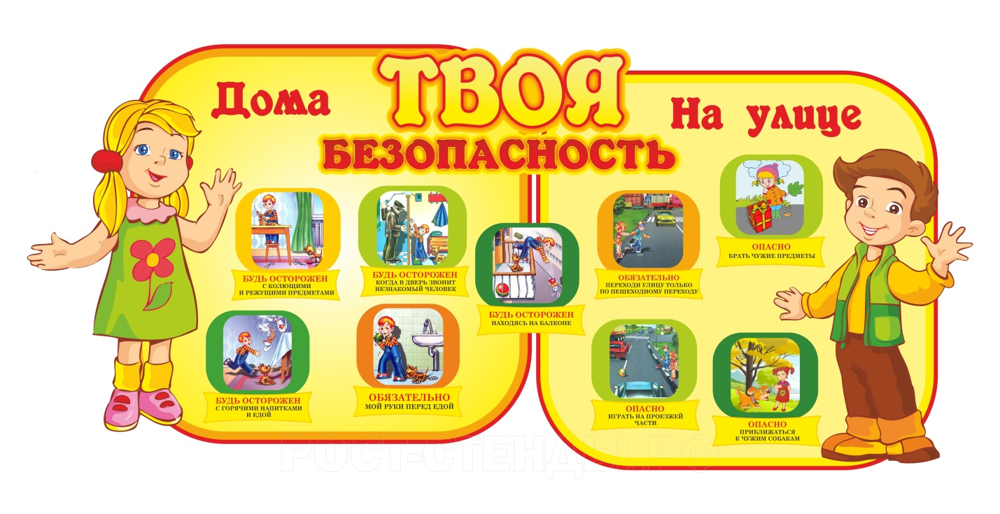 ТВОЯ
БЕЗОПАСНОСТЬ
Дома
БУДЬ ОСТОРОЖЕН
С КОЛЮЩИМИ
И РЕЖУЩИМИ ПРЕДМЕТАМИ
БУДЬ ОСТОРОЖЕН
КОГДА В ДВЕРЬ ЗВОНИТ
НЕЗНАКОМЫЙ ЧЕЛОВЕК
БУДЬ ОСТОРОЖЕН
НАХОДЯСЬ НА БАЛКОНЕ
БУДЬ ОСТОРОЖЕН
С ГОРЯЧИМИ НАПИТКАМИ
И ЕДОЙ
ОБЯЗАТЕЛЬНО
МОЙ РУКИ ПЕРЕД ЕДОЙ
На улице
ОБЯЗАТЕЛЬНО
ПЕРЕХОДИ УЛИЦУ ТОЛЬКО
ПО ПЕШЕХОДНОМУ ПЕРЕХОДУ
ОПАСНО
БРАТЬ ЧУЖИЕ ПРЕДМЕТЫ
ОПАСНО
ИГРАТЬ НА ПРОЕЗЖЕЙ
ЧАСТИ
ОПАСНО
ПРИБЛИЖАТЬСЯ
К ЧУЖИМ СОБАКАМ
РОСТ-СТЕНДЫ.РФ